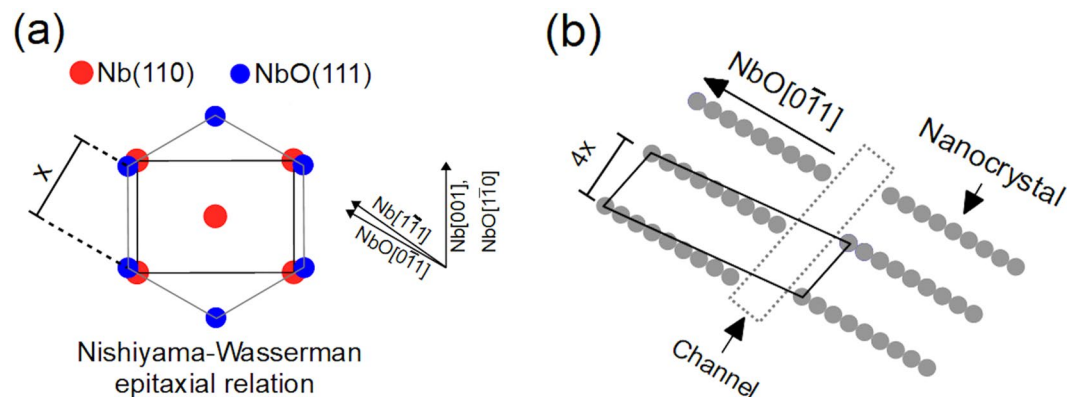 (a)
Nb(110) NbO(111)
x
Nb[11̄1]
NbO[01̄1]
Nb[001],
NbO[11̄0]
Nishiyama-Wasserman
epitaxial relation
(b)
NbO[01̄1]
4x
Nanocrystal
Channel